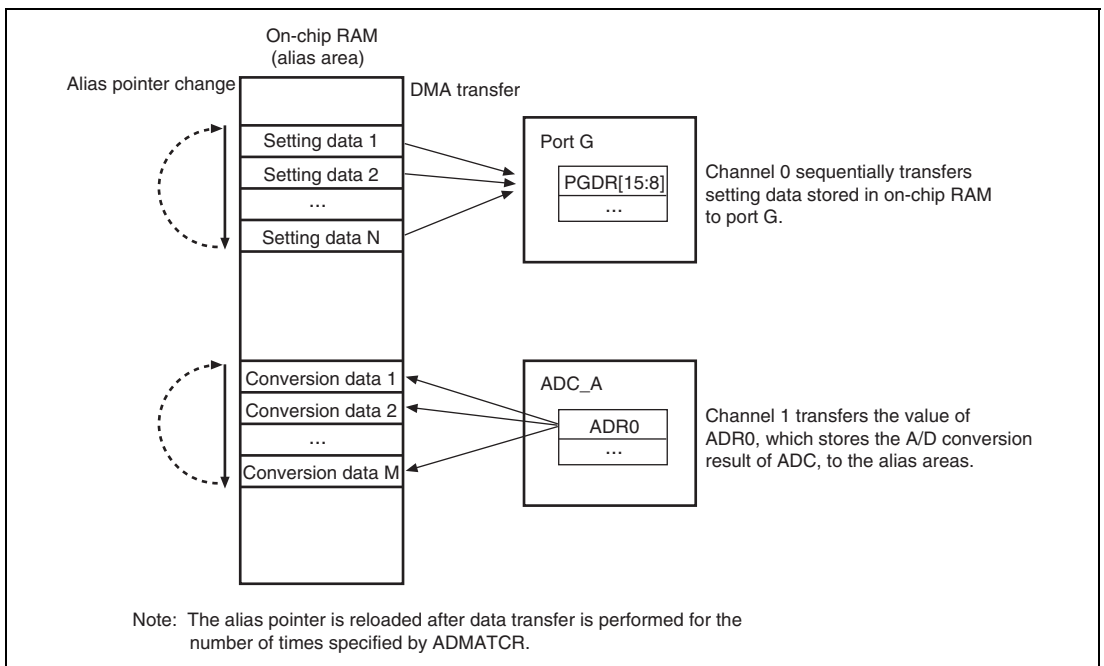 On-chip RAM
(alias area)
Alias pointer change
DMA transfer
Setting data 1
Setting data 2
...
Setting data N
Port G
PGDR[15:8]
...
Channel 0 sequentially transfers
setting data stored in on-chip RAM
to port G.
Conversion data 1
Conversion data 2
...
Conversion data M
ADC_A
ADR0
...
Channel 1 transfers the value of
ADR0, which stores the A/D conversion
result of ADC, to the alias areas.
Note: The alias pointer is reloaded after data transfer is performed for the
number of times specified by ADMATCR.